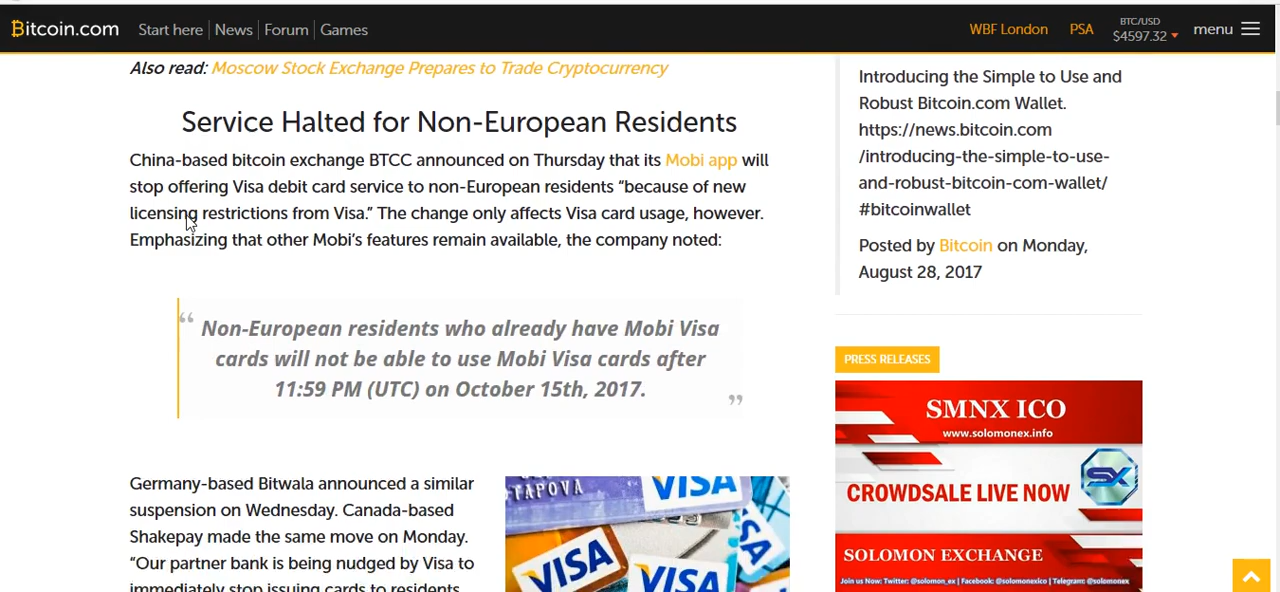 Bitcoin.com Start here News Forum Games WBF London PSA BTC/USD $4597.32 menu
Also read: Moscow Stock Exchange Prepares to Trade Cryptocurrency
Service Halted for Non-European Residents
China-based bitcoin exchange BTCC announced on Thursday that its Mobi app will
stop offering Visa debit card service to non-European residents “because of new
licensing restrictions from Visa.” The change only affects Visa card usage, however.
Emphasizing that other Mobi’s features remain available, the company noted:
“ Non-European residents who already have Mobi Visa
cards will not be able to use Mobi Visa cards after
11:59 PM (UTC) on October 15th, 2017. ”
Germany-based Bitwala announced a similar
suspension on Wednesday. Canada-based
Shakepay made the same move on Monday.
“Our partner bank is being nudged by Visa to
immediately stop issuing cards to residents
STAPOVA VISA
VISA
VISA
VISA
Introducing the Simple to Use and
Robust Bitcoin.com Wallet.
https://news.bitcoin.com
/introducing-the-simple-to-use-
and-robust-bitcoin-com-wallet/
#bitcoinwallet
Posted by Bitcoin on Monday,
August 28, 2017
PRESS RELEASES
SMNX ICO
www.solomonex.info
SX
CROWDSALE LIVE NOW
SOLOMON EXCHANGE
Join us Now: Twitter: @solomon_ex | Facebook: @solomonexico | Telegram: @solomonex